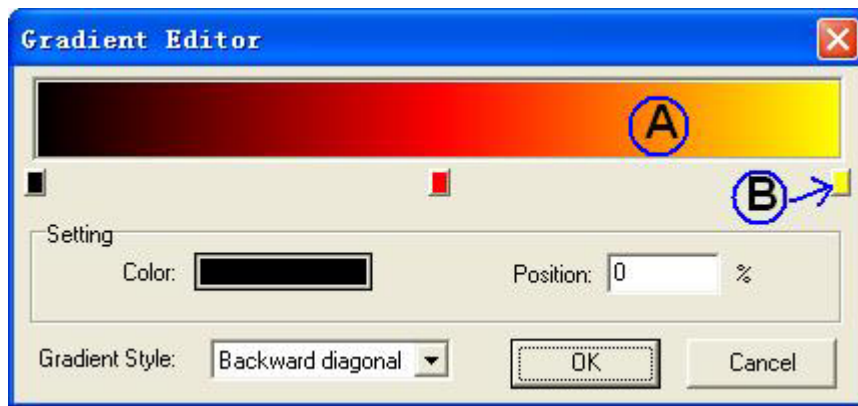 Gradient Editor
A
B
Setting
Color:
Position: 0 %
Gradient Style: Backward diagonal OK Cancel